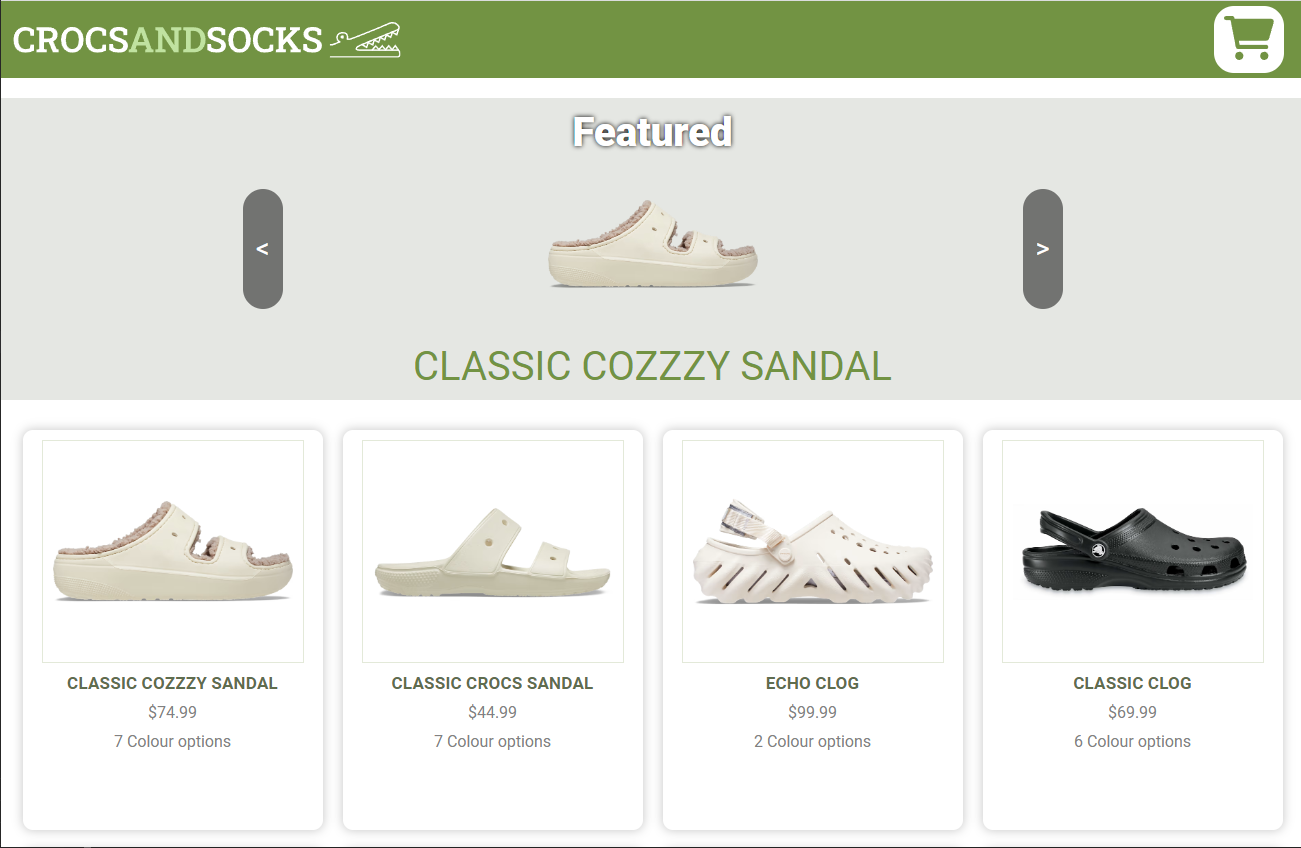 CROCSANDSOCKS
Featured
<
>
CLASSIC COZZZY SANDAL
CLASSIC COZZZY SANDAL
$74.99
7 Colour options
CLASSIC CROCS SANDAL
$44.99
7 Colour options
ECHO CLOG
$99.99
2 Colour options
CLASSIC CLOG
$69.99
6 Colour options